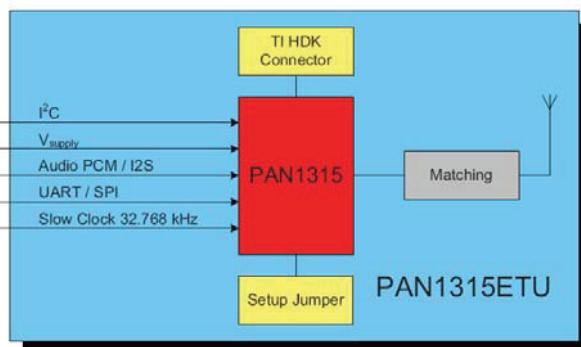 TI HDK
Connector
I²C
Vsupply
Audio PCM / I2S
UART / SPI
Slow Clock 32.768 kHz
PAN1315
Matching
Setup Jumper
PAN1315ETU